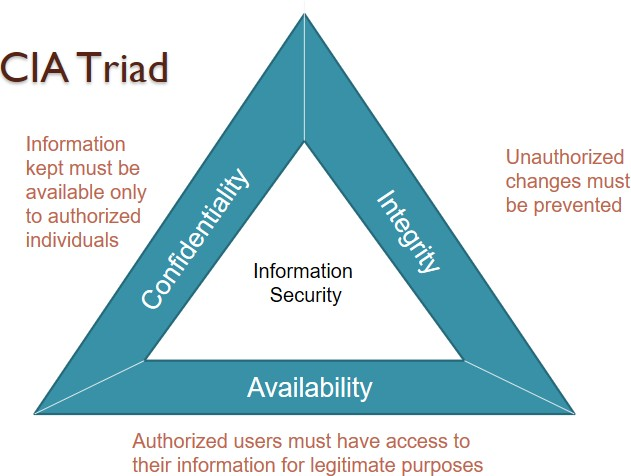 CIA Triad
Information
kept must be
available only
to authorized
individuals
Unauthorized
changes must
be prevented
Confidentiality
Integrity
Information
Security
Availability
Authorized users must have access to
their information for legitimate purposes